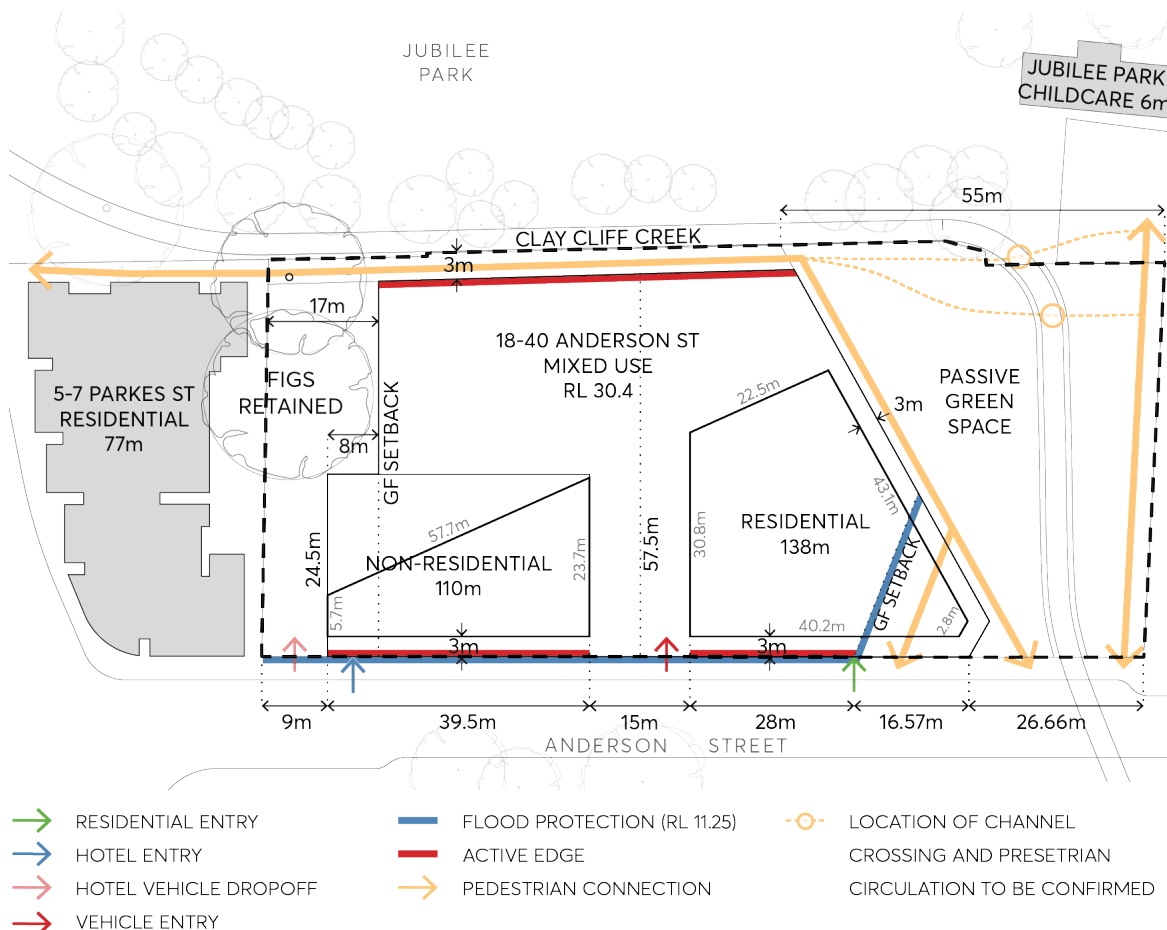 JUBILEE
PARK
JUBILEE PARK
CHILDCARE 6m
55m
CLAY CLIFF CREEK
3m
17m
18-40 ANDERSON ST
MIXED USE
RL 30.4
5-7 PARKES ST
RESIDENTIAL
77m
FIGS
RETAINED
PASSIVE
GREEN
SPACE
22.5m
3m
8m
GF SETBACK
43.1m
57.7m
24.5m
NON-RESIDENTIAL
110m
23.7m
57.5m
30.8m
RESIDENTIAL
138m
GF SETBACK
5.7m
40.2m
2.8m
3m
3m
9m
39.5m
15m
28m
16.57m
26.66m
ANDERSON STREET
RESIDENTIAL ENTRY
HOTEL ENTRY
HOTEL VEHICLE DROPOFF
VEHICLE ENTRY
FLOOD PROTECTION (RL 11.25)
ACTIVE EDGE
PEDESTRIAN CONNECTION
LOCATION OF CHANNEL
CROSSING AND PRESETRIAN
CIRCULATION TO BE CONFIRMED